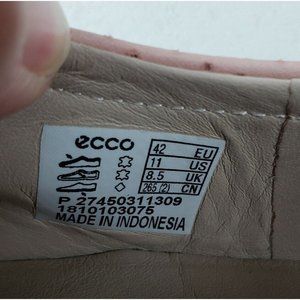 ecco
42 EU
11 US
8.5 UK
265 (2) CN
P 27450311309
1810103075
MADE IN INDONESIA